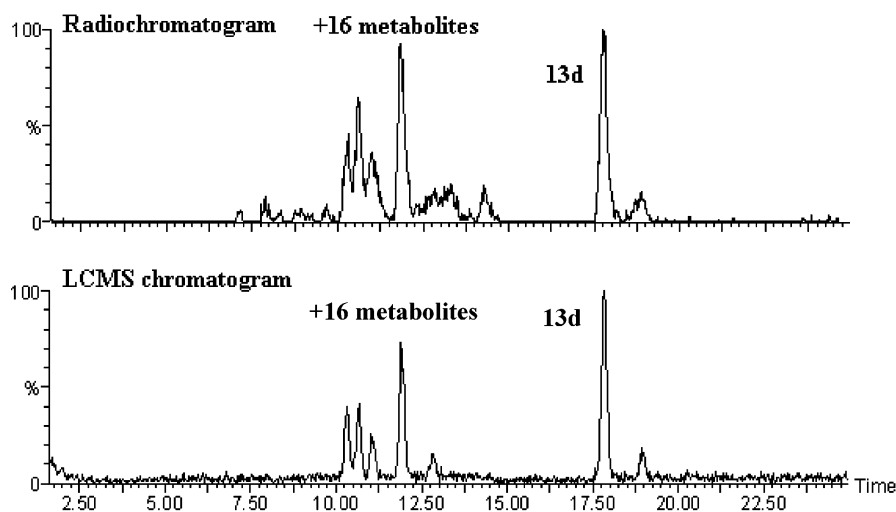 Radiochromatogram
+16 metabolites
100
13d
%
0
LCMS chromatogram
+16 metabolites
100
13d
%
0
2.50 5.00 7.50 10.00 12.50 15.00 17.50 20.00 22.50 Time